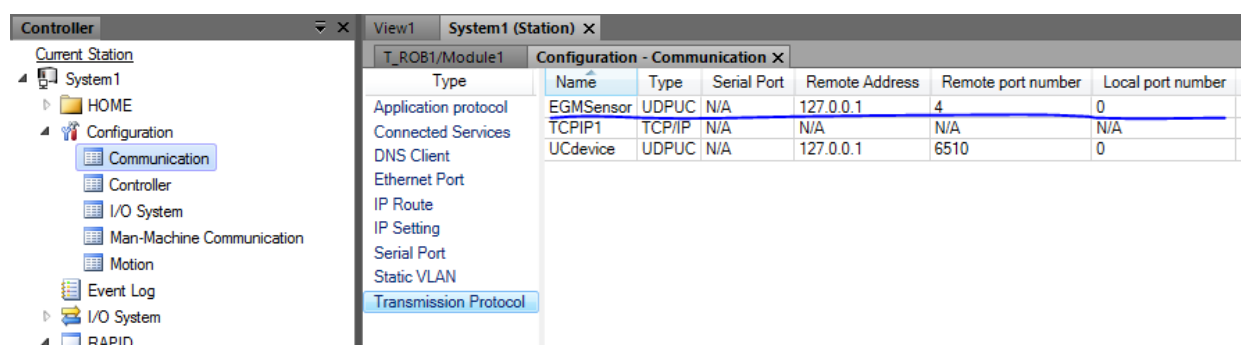 Controller
Current Station
System1
HOME
Configuration
Communication
Controller
I/O System
Man-Machine Communication
Motion
Event Log
I/O System
RAPID
View1 System1 (Station)
T_ROB1/Module1 Configuration - Communication
Type
Application protocol
Connected Services
DNS Client
Ethernet Port
IP Route
IP Setting
Serial Port
Static VLAN
Transmission Protocol
Name Type Serial Port Remote Address Remote port number Local port number
EGMSensor UDPUC N/A 127.0.0.1 4 0
TCPIP1 TCP/IP N/A N/A N/A N/A
UCdevice UDPUC N/A 127.0.0.1 6510 0